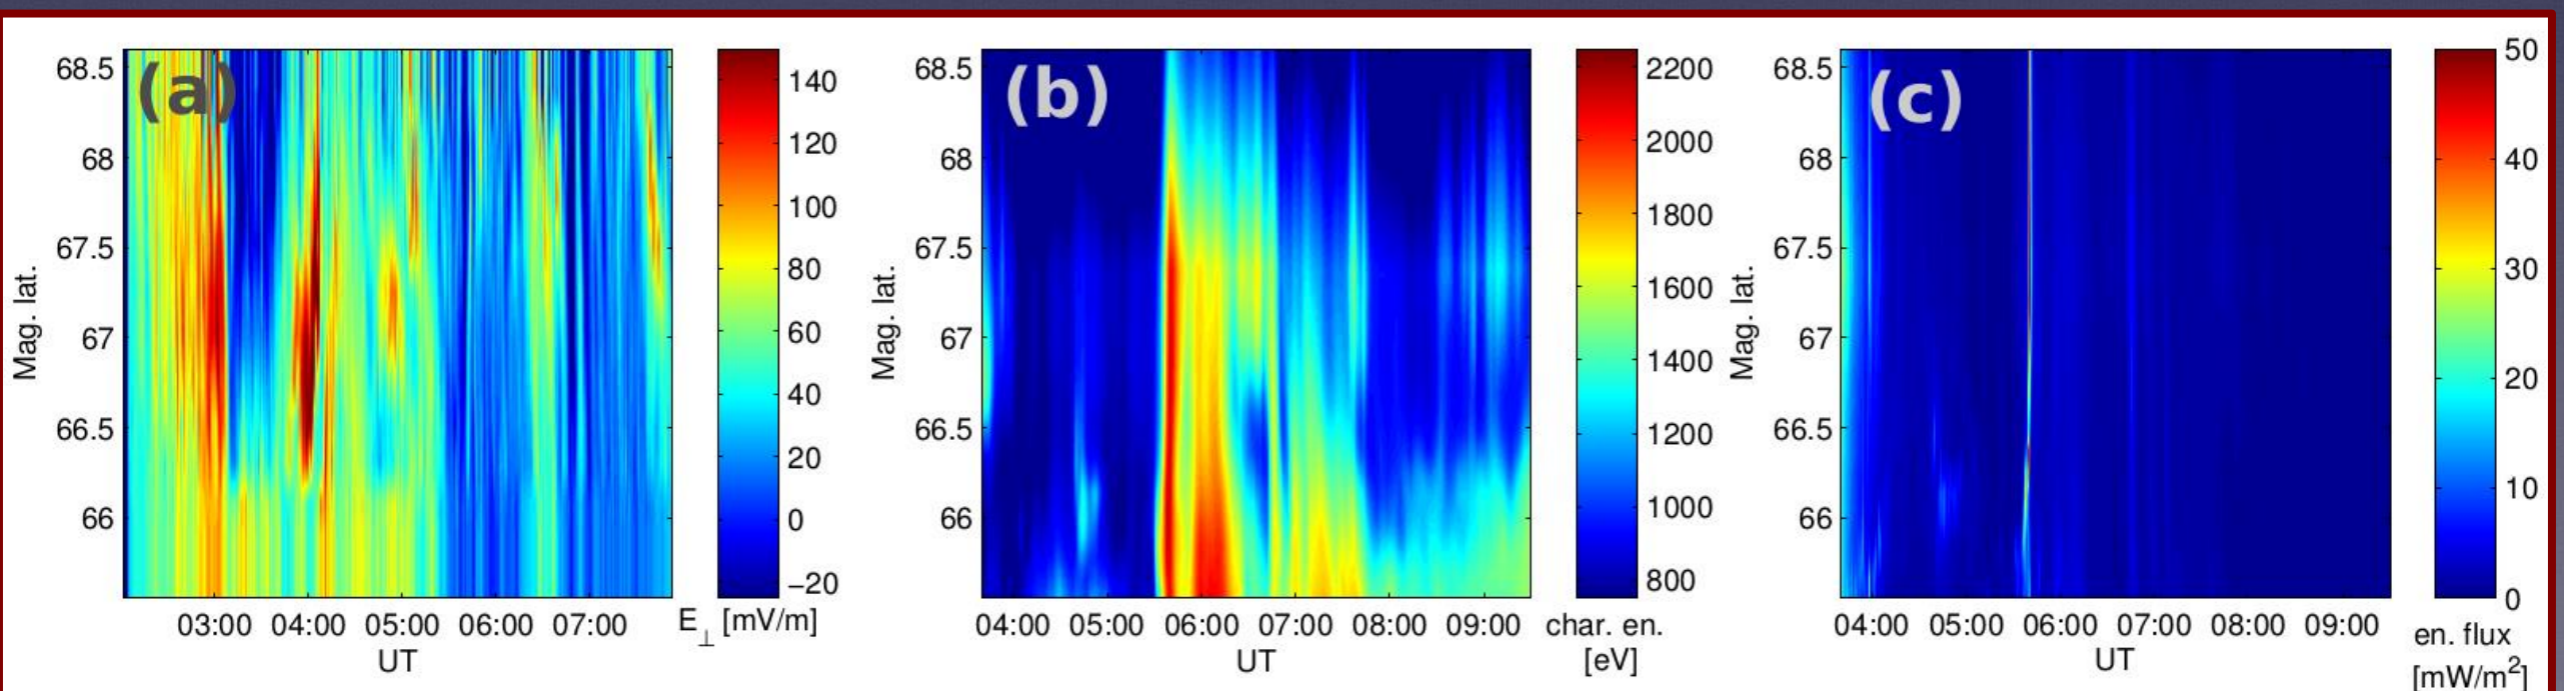 (a)
68.5
68
67.5
67
66.5
66
Mag. lat.
03:00 04:00 05:00 06:00 07:00
UT
140
120
100
80
60
40
20
0
−20
E⊥ [mV/m]
(b)
68.5
68
67.5
67
66.5
66
Mag. lat.
04:00 05:00 06:00 07:00 08:00 09:00
UT
2200
2000
1800
1600
1400
1200
1000
800
char. en.
[eV]
(c)
68.5
68
67.5
67
66.5
66
Mag. lat.
04:00 05:00 06:00 07:00 08:00 09:00
UT
50
40
30
20
10
0
en. flux
[mW/m²]